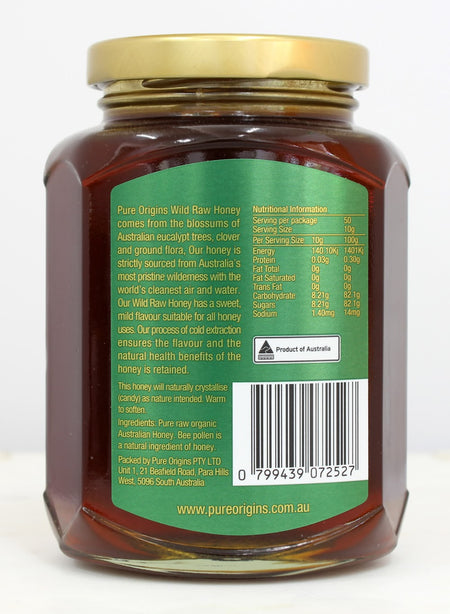 Pure Origins Wild Raw Honey
comes from the blossums of
Australian eucalypt trees, clover
and ground flora, Our honey is
strictly sourced from Australia's
most pristine wilderness with the
world's cleanest air and water.
Our Wild Raw Honey has a sweet,
mild flavour suitable for all honey
uses. Our process of cold extraction
ensures the flavour and the
natural health benefits of the
honey is retained.
This honey will naturally crystallise
(candy) as nature intended. Warm
to soften.
Ingredients: Pure raw organic
Australian Honey. Bee pollen is
a natural ingredient of honey.
Packed by Pure Origins PTY LTD
Unit 1, 21 Beafield Road, Para Hills
West, 5096 South Australia
Nutritional Information
Serving per package 50
Serving Size 10g
Per Serving Size 10g 100g
Energy 140.10Kj 1401Kj
Protein 0.03g 0.30g
Fat Total 0g 0g
Fat Saturated 0g 0g
Trans Fat 0g 0g
Carbohydrate 8.21g 82.1g
Sugars 8.21g 82.1g
Sodium 1.40mg 14mg
Product of Australia
0 799439 072527
www.pureorigins.com.au